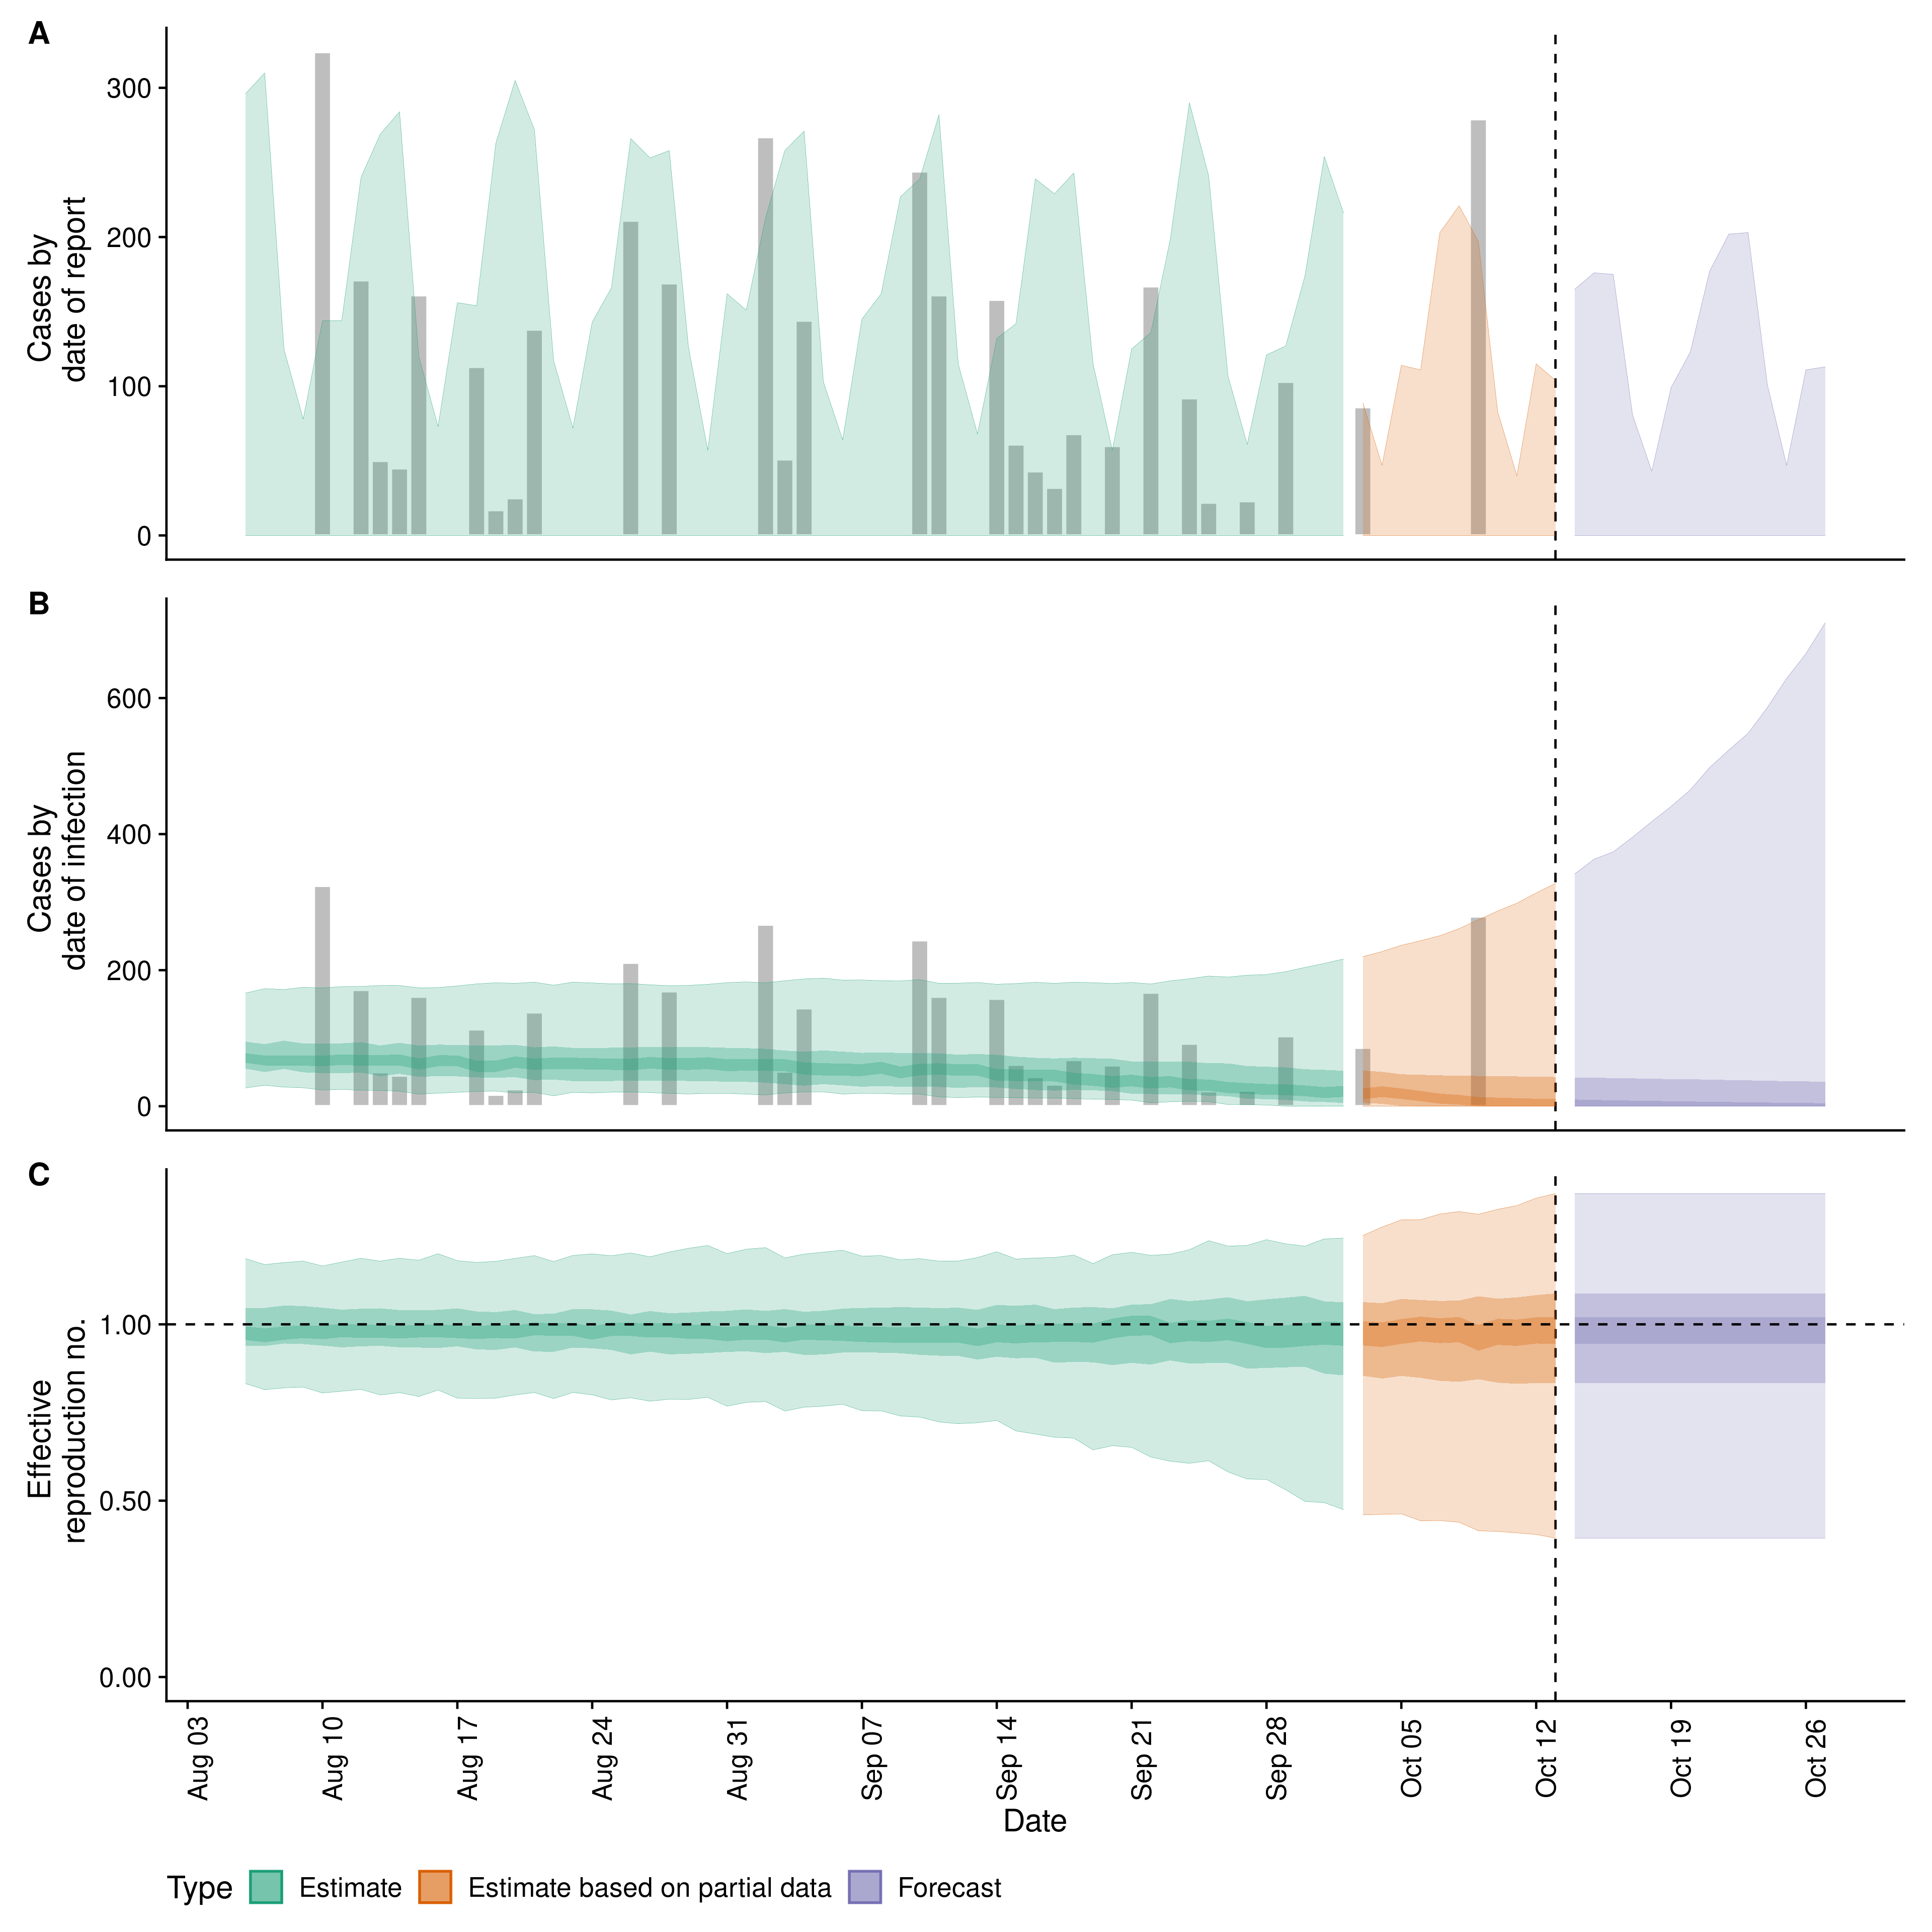 A
Cases by
date of report
300
200
100
0
B
Cases by
date of infection
600
400
200
0
C
Effective
reproduction no.
1.00
0.50
0.00
Aug 03
Aug 10
Aug 17
Aug 24
Aug 31
Sep 07
Sep 14
Sep 21
Sep 28
Oct 05
Oct 12
Oct 19
Oct 26
Date
Type Estimate Estimate based on partial data Forecast